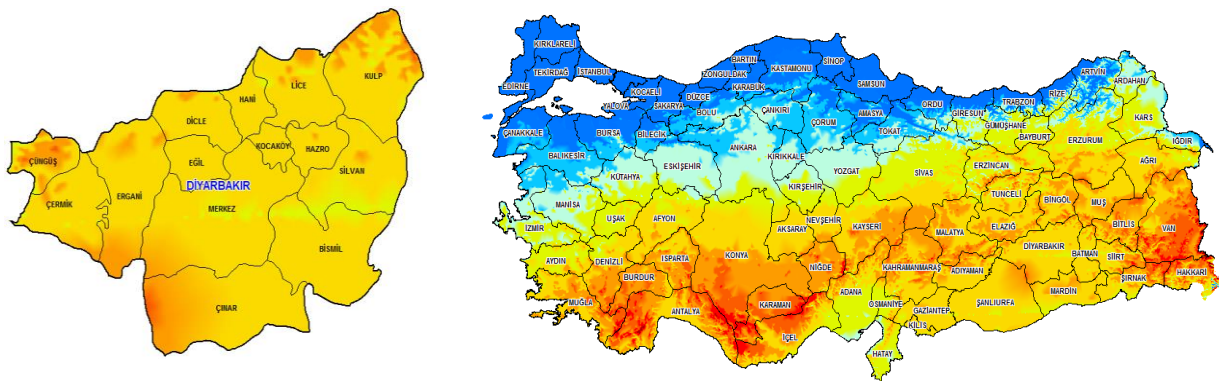 KULP
LİCE
HANİ
DİCLE
KOCAKÖY
HAZRO
ÇÜNGÜŞ
EĞİL
SİLVAN
DİYARBAKIR
ERGANİ
ÇERMİK
MERKEZ
BİSMİL
ÇINAR
KIRKLARELİ
EDİRNE
TEKİRDAĞ
İSTANBUL
KOCAELİ
YALOVA
SAKARYA
DÜZCE
ZONGULDAK
BARTIN
KARABÜK
KASTAMONU
SİNOP
SAMSUN
BOLU
ÇANKIRI
ÇORUM
AMASYA
TOKAT
ORDU
GİRESUN
TRABZON
RİZE
ARTVİN
ARDAHAN
GÜMÜŞHANE
BAYBURT
KARS
IĞDIR
ÇANAKKALE
BALIKESİR
BURSA
BİLECİK
ESKİŞEHİR
ANKARA
KIRIKKALE
YOZGAT
SİVAS
ERZİNCAN
ERZURUM
AĞRI
KÜTAHYA
MANİSA
KIRŞEHİR
UŞAK
AFYON
NEVŞEHİR
AKSARAY
KAYSERİ
MALATYA
TUNCELİ
ELAZIĞ
BİNGÖL
MUŞ
BİTLİS
VAN
İZMİR
AYDIN
DENİZLİ
ISPARTA
BURDUR
KONYA
NİĞDE
KAHRAMANMARAŞ
ADIYAMAN
DİYARBAKIR
BATMAN
SİİRT
ŞIRNAK
HAKKARİ
MUĞLA
ANTALYA
KARAMAN
İÇEL
ADANA
OSMANİYE
GAZİANTEP
KİLİS
ŞANLIURFA
MARDİN
HATAY